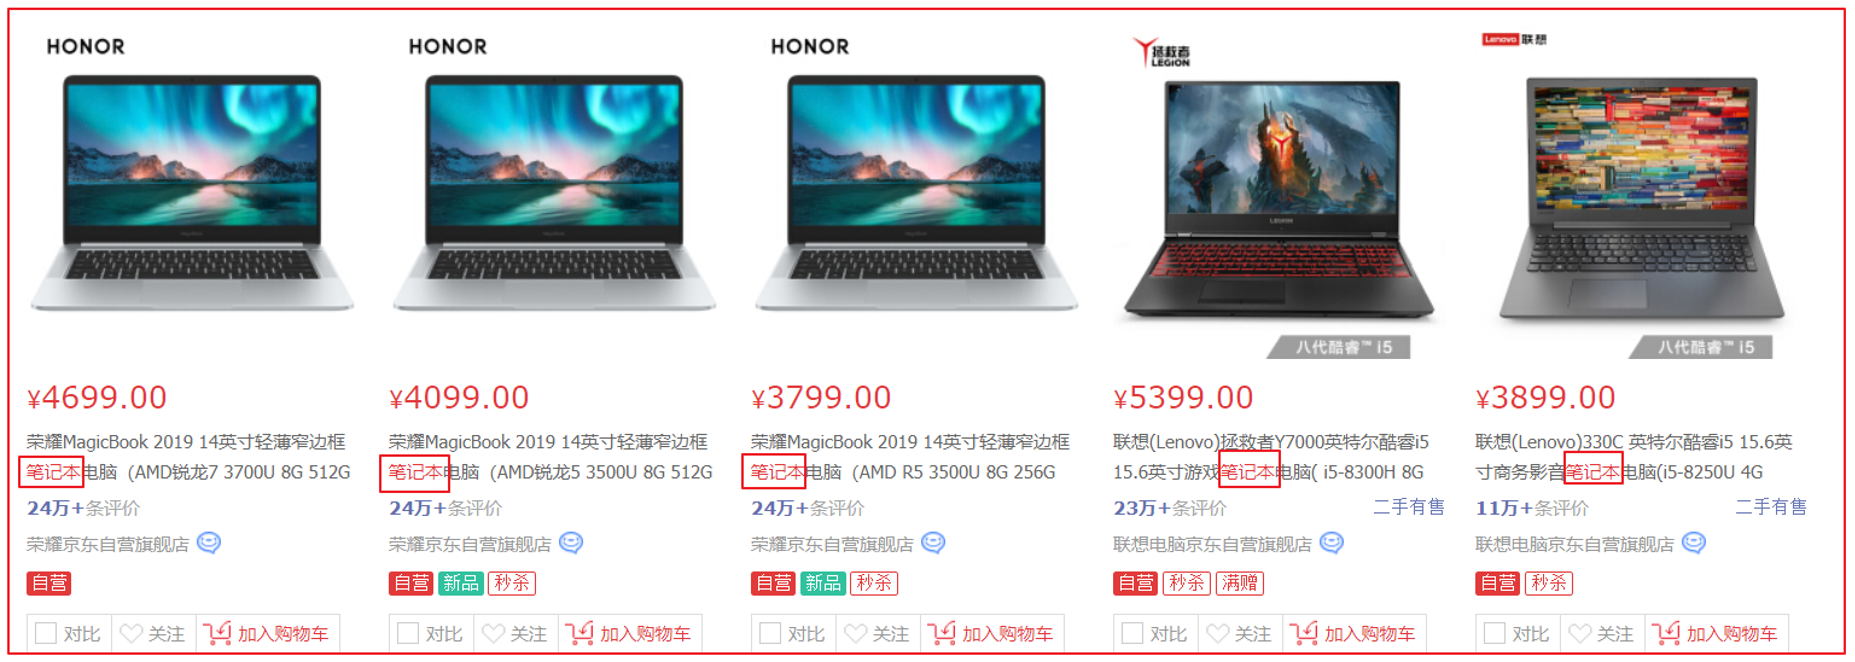 HONOR
¥4699.00
荣耀MagicBook 2019 14英寸轻薄窄边框
笔记本电脑（AMD锐龙7 3700U 8G 512G
24万+条评价
荣耀京东自营旗舰店
自营
对比 关注 加入购物车
HONOR
¥4099.00
荣耀MagicBook 2019 14英寸轻薄窄边框
笔记本电脑（AMD锐龙5 3500U 8G 512G
24万+条评价
荣耀京东自营旗舰店
自营 新品 秒杀
对比 关注 加入购物车
HONOR
¥3799.00
荣耀MagicBook 2019 14英寸轻薄窄边框
笔记本电脑（AMD R5 3500U 8G 256G
24万+条评价
荣耀京东自营旗舰店
自营 新品 秒杀
对比 关注 加入购物车
拯救者
LEGION
LEGION
八代酷睿™ i5
¥5399.00
联想(Lenovo)拯救者Y7000英特尔酷睿i5
15.6英寸游戏笔记本电脑( i5-8300H 8G
23万+条评价 二手有售
联想电脑京东自营旗舰店
自营 秒杀 满赠
对比 关注 加入购物车
Lenovo 联想
八代酷睿™ i5
¥3899.00
联想(Lenovo)330C 英特尔酷睿i5 15.6英
寸商务影音笔记本电脑(i5-8250U 4G
11万+条评价 二手有售
联想电脑京东自营旗舰店
自营 秒杀
对比 关注 加入购物车